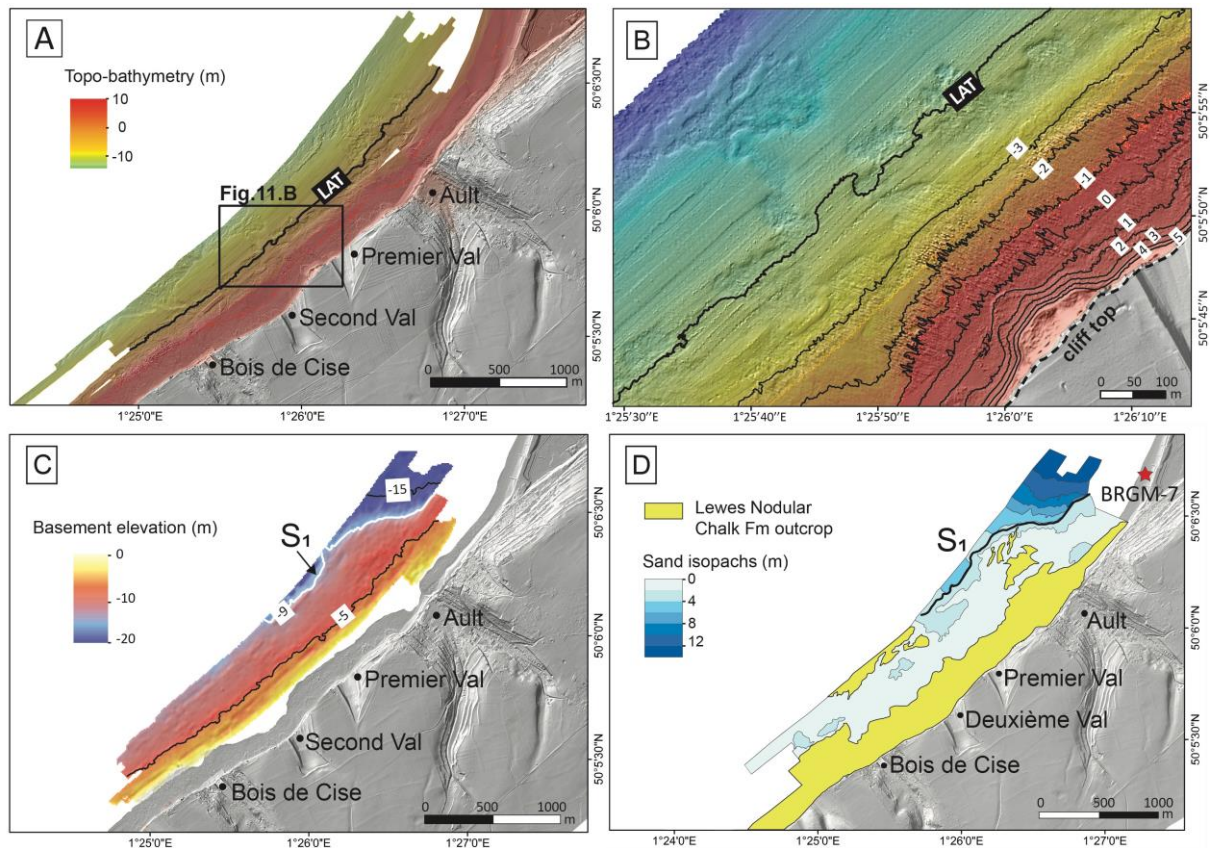 A
Topo-bathymetry (m)
10
0
-10
LAT
Fig.11.B
Ault
Premier Val
Second Val
Bois de Cise
0 500 1000
m
50°6'30"N
50°6'0"N
50°5'30"N
1°25'0"E 1°26'0"E 1°27'0"E
B
LAT
-3
-2
-1
0
1
2
3
4
5
cliff top
0 50 100
m
50°5'55''N
50°5'50''N
50°5'45''N
1°25'30''E 1°25'40''E 1°25'50''E 1°26'0''E 1°26'10''E
C
-15
Basement elevation (m)
0
-10
-20
S1
-9
-5
Ault
Premier Val
Second Val
Bois de Cise
0 500 1000
m
50°6'30"N
50°6'0"N
50°5'30"N
1°25'0"E 1°26'0"E 1°27'0"E
D
Lewes Nodular
Chalk Fm outcrop
BRGM-7
Sand isopachs (m)
0
4
8
12
S1
Ault
Premier Val
Deuxième Val
Bois de Cise
0 500 1000
m
50°6'30"N
50°6'0"N
50°5'30"N
1°24'0"E 1°25'0"E 1°26'0"E 1°27'0"E